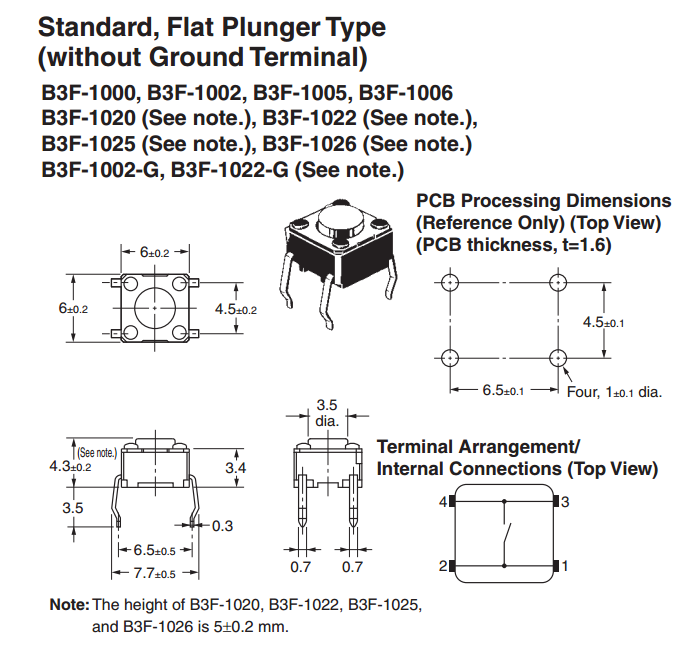 Standard, Flat Plunger Type
(without Ground Terminal)
B3F-1000, B3F-1002, B3F-1005, B3F-1006
B3F-1020 (See note.), B3F-1022 (See note.),
B3F-1025 (See note.), B3F-1026 (See note.)
B3F-1002-G, B3F-1022-G (See note.)
PCB Processing Dimensions
(Reference Only) (Top View)
(PCB thickness, t=1.6)
6±0.2
6±0.2
4.5±0.2
4.5±0.1
6.5±0.1
Four, 1±0.1 dia.
3.5
dia.
(See note.)
4.3±0.2
3.4
3.5
0.3
6.5±0.5
7.7±0.5
0.7
0.7
Terminal Arrangement/
Internal Connections (Top View)
4
3
2
1
Note: The height of B3F-1020, B3F-1022, B3F-1025,
and B3F-1026 is 5±0.2 mm.